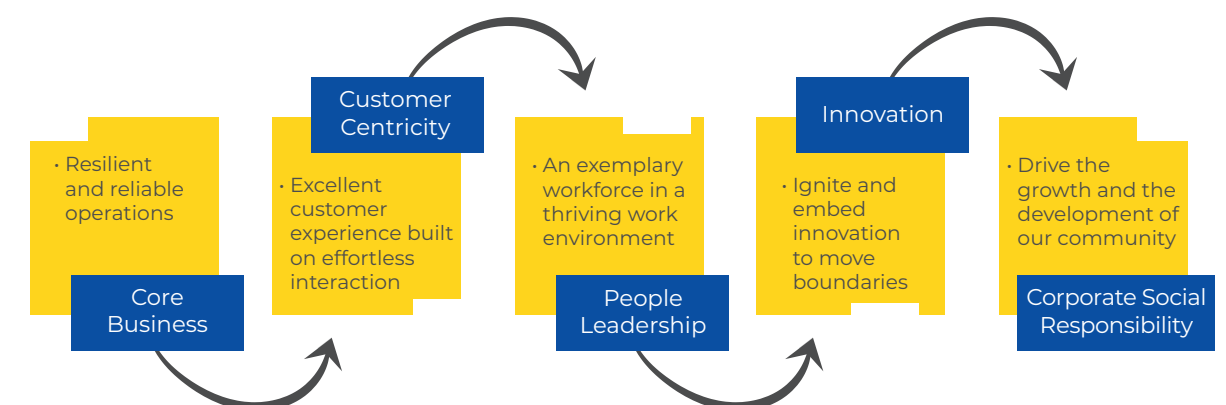 • Resilient
and reliable
operations
Core
Business
Customer
Centricity
• Excellent
customer
experience built
on effortless
interaction
• An exemplary
workforce in a
thriving work
environment
People
Leadership
Innovation
• Ignite and
embed
innovation
to move
boundaries
• Drive the
growth and the
development of
our community
Corporate Social
Responsibility